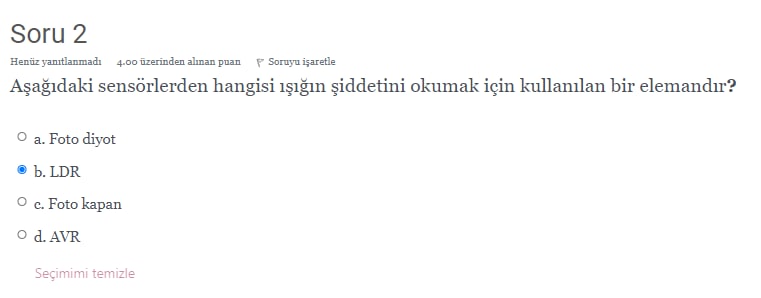 Soru 2
Henüz yanıtlanmadı 4.00 üzerinden alınan puan Soruyu işaretle
Aşağıdaki sensörlerden hangisi ışığın şiddetini okumak için kullanılan bir elemandır?
a. Foto diyot
b. LDR
c. Foto kapan
d. AVR
Seçimimi temizle